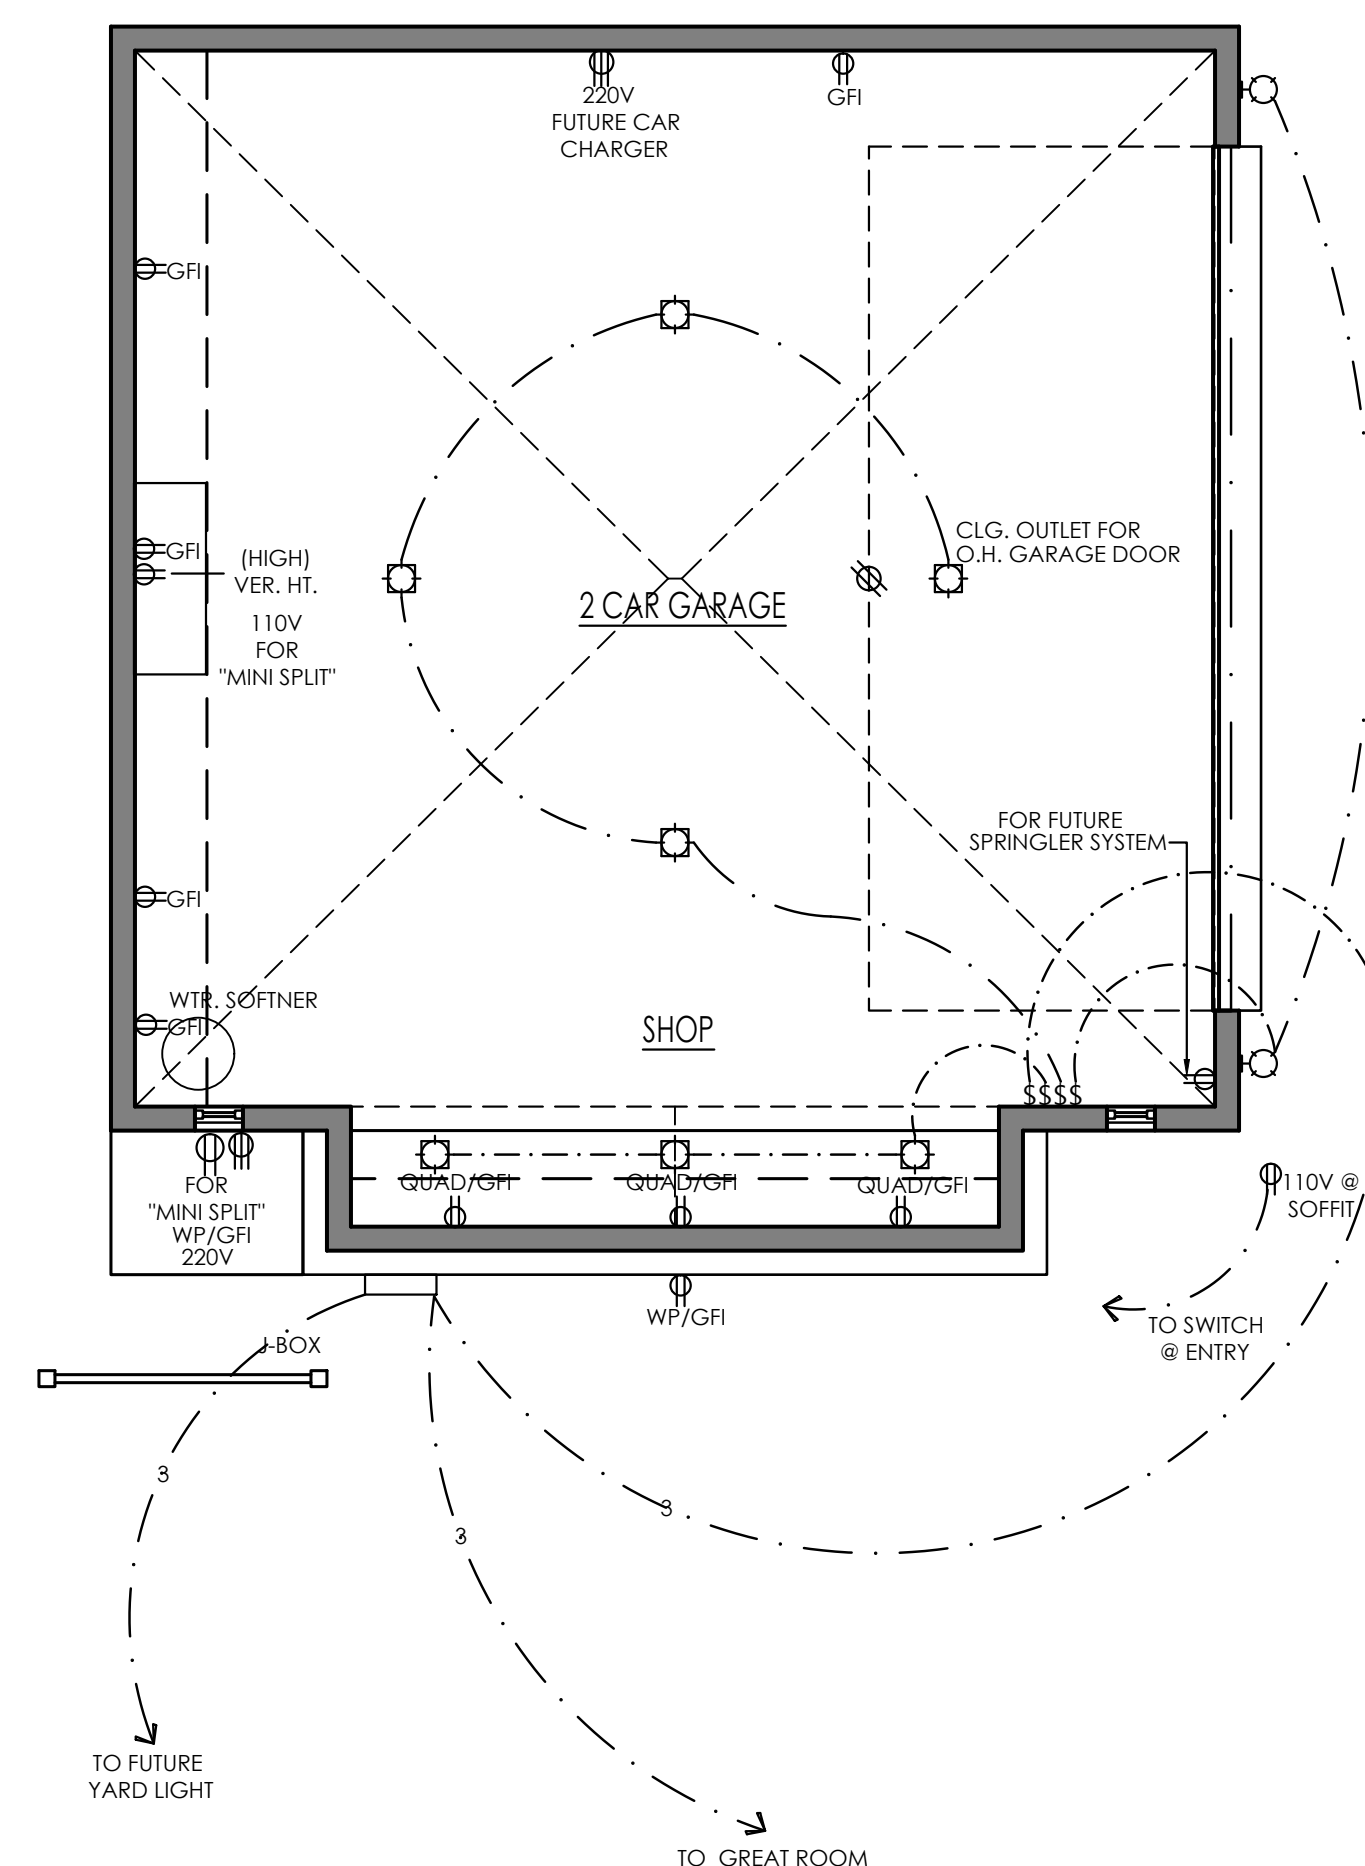 220V
FUTURE CAR
CHARGER
GFI
GFI
GFI
(HIGH)
VER. HT.
110V
FOR
"MINI SPLIT"
CLG. OUTLET FOR
O.H. GARAGE DOOR
2 CAR GARAGE
FOR FUTURE
SPRINGLER SYSTEM
GFI
WTR. SOFTNER
GFI
SHOP
$$$$
FOR
"MINI SPLIT"
WP/GFI
220V
QUAD/GFI
QUAD/GFI
QUAD/GFI
110V @
SOFFIT
WP/GFI
TO SWITCH
@ ENTRY
J-BOX
3
3
3
TO FUTURE
YARD LIGHT
TO GREAT ROOM